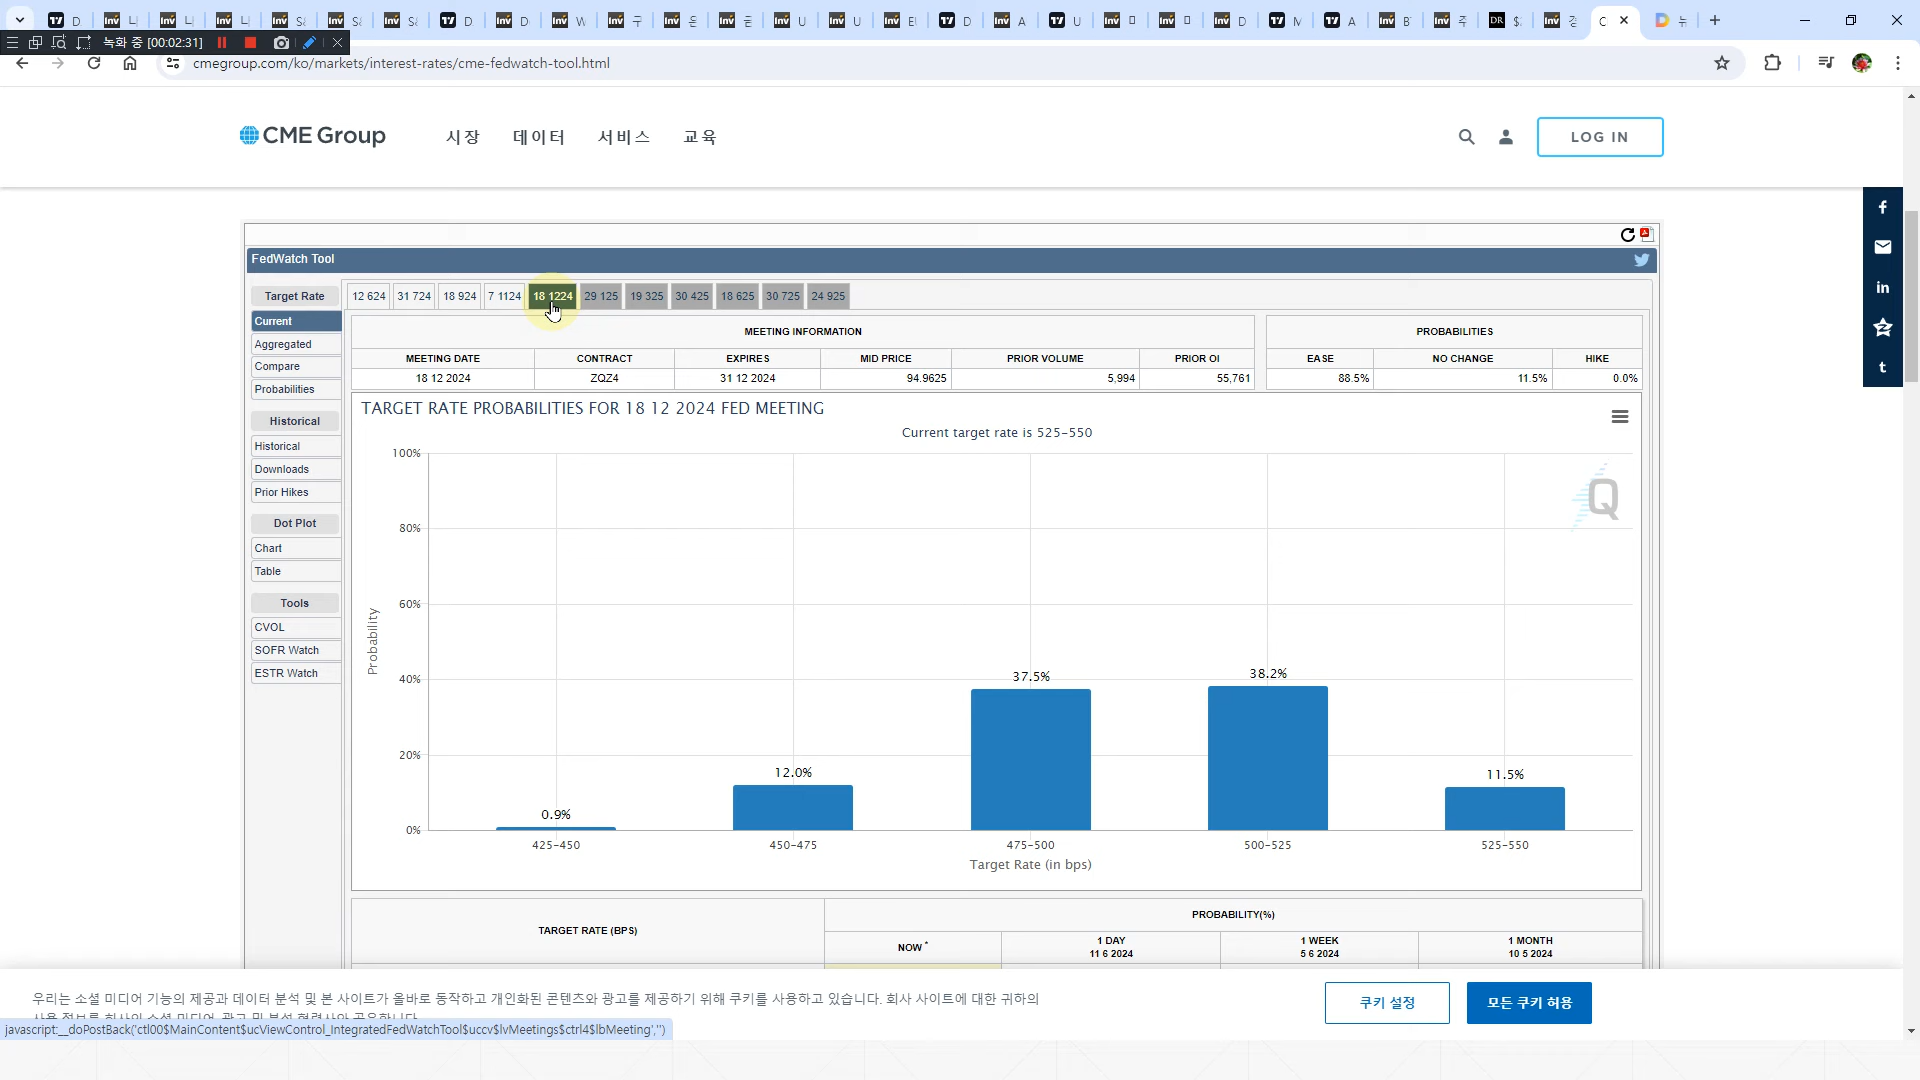 녹화 중 [00:02:31]
cmegroup.com/ko/markets/interest-rates/cme-fedwatch-tool.html
CME Group
시장 데이터 서비스 교육
LOG IN
FedWatch Tool
Target Rate
Current
Aggregated
Compare
Probabilities
Historical
Historical
Downloads
Prior Hikes
Dot Plot
Chart
Table
Tools
CVOL
SOFR Watch
ESTR Watch
12 624 31 724 18 924 7 1124 18 1224 29 125 19 325 30 425 18 625 30 725 24 925
MEETING INFORMATION
MEETING DATE CONTRACT EXPIRES MID PRICE PRIOR VOLUME PRIOR OI
18 12 2024 ZQZ4 31 12 2024 94.9625 5,994 55,761
PROBABILITIES
EASE NO CHANGE HIKE
88.5% 11.5% 0.0%
TARGET RATE PROBABILITIES FOR 18 12 2024 FED MEETING
Current target rate is 525-550
Probability
100%
80%
60%
40%
20%
0%
0.9%
12.0%
37.5%
38.2%
11.5%
425-450 450-475 475-500 500-525 525-550
Target Rate (in bps)
TARGET RATE (BPS)
PROBABILITY(%)
NOW *
1 DAY
11 6 2024
1 WEEK
5 6 2024
1 MONTH
10 5 2024
우리는 소셜 미디어 기능의 제공과 데이터 분석 및 본 사이트가 올바로 동작하고 개인화된 콘텐츠와 광고를 제공하기 위해 쿠키를 사용하고 있습니다. 회사 사이트에 대한 귀하의
쿠키 설정
모든 쿠키 허용
javascript:__doPostBack('ctl00$MainContent$ucViewControl_IntegratedFedWatchTool$uccv$lvMeetings$ctrl4$lbMeeting','')